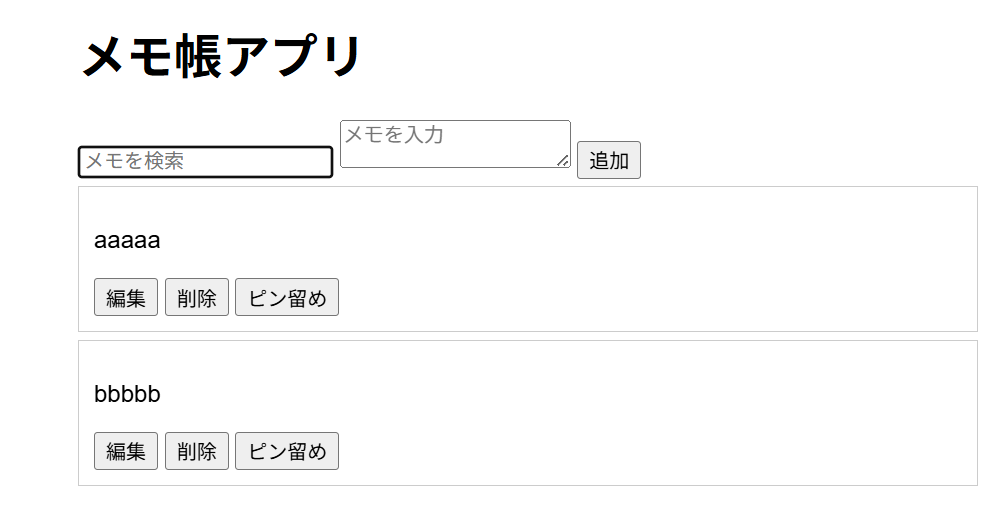 メモ帳アプリ
メモを検索 メモを入力 追加
aaaaa
編集 削除 ピン留め
bbbbb
編集 削除 ピン留め